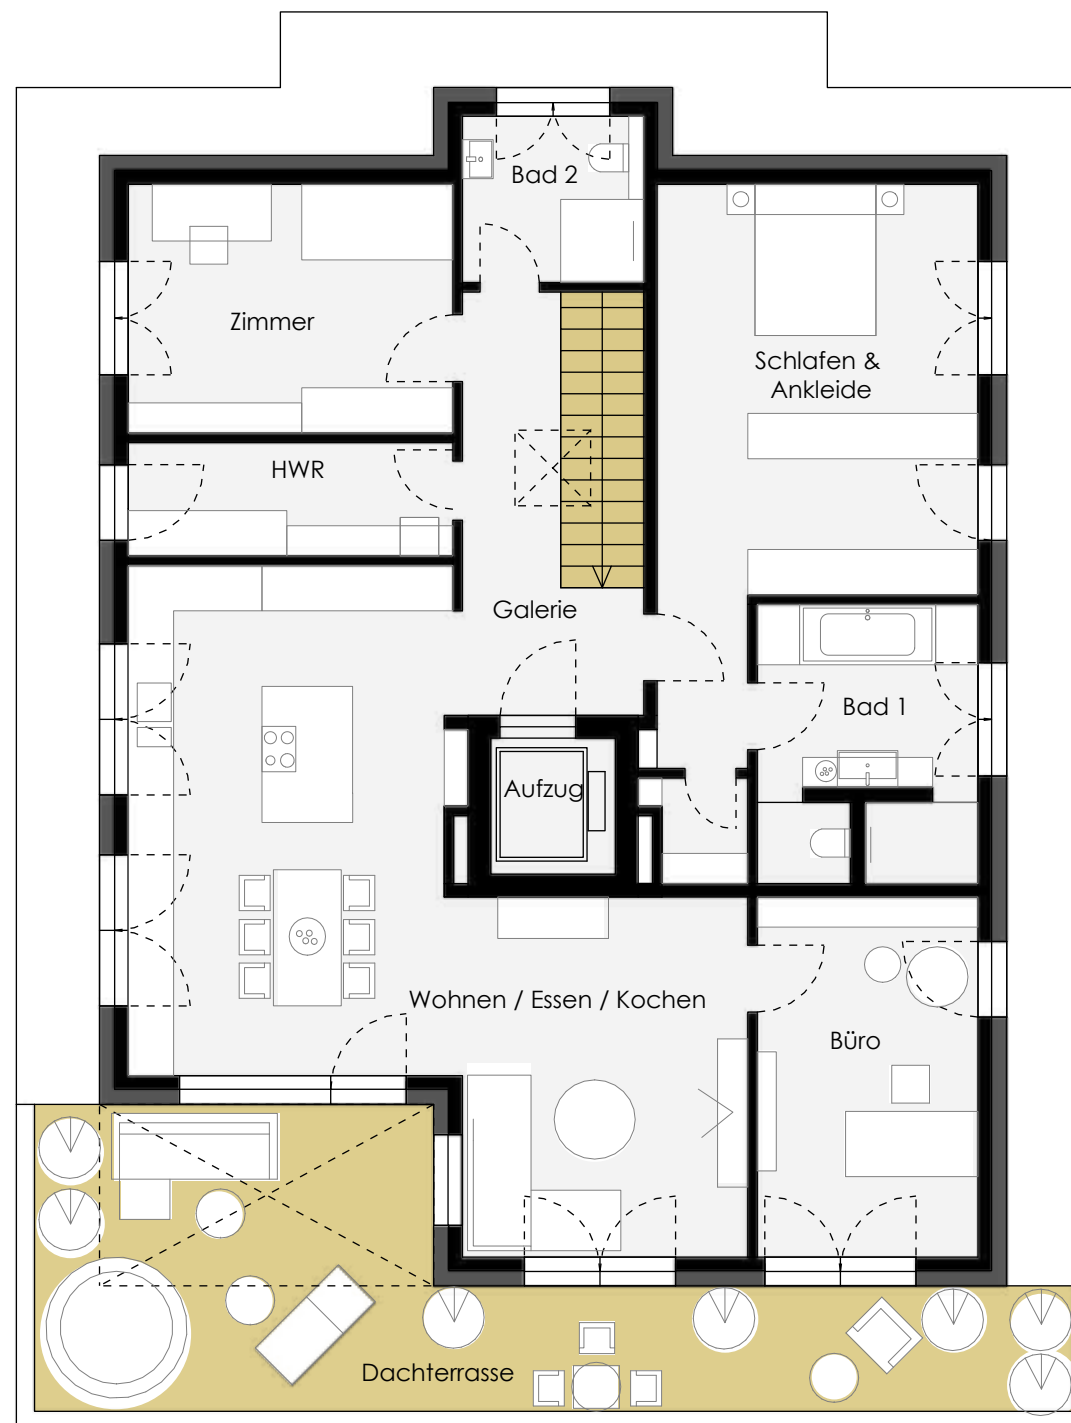 Bad 2
Zimmer
Schlafen &
Ankleide
HWR
Galerie
Bad 1
Aufzug
Wohnen / Essen / Kochen
Büro
Dachterrasse